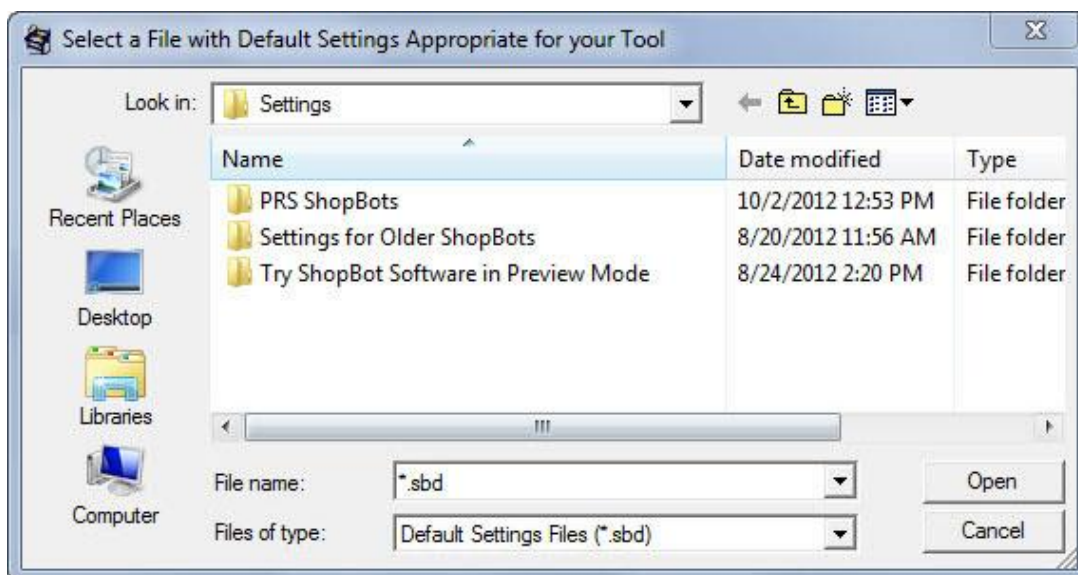 Select a File with Default Settings Appropriate for your Tool
Look in: Settings
Name Date modified Type
PRS ShopBots 10/2/2012 12:53 PM File folder
Settings for Older ShopBots 8/20/2012 11:56 AM File folder
Try ShopBot Software in Preview Mode 8/24/2012 2:20 PM File folder
Recent Places
Desktop
Libraries
Computer
File name: *.sbd Open
Files of type: Default Settings Files (*.sbd) Cancel